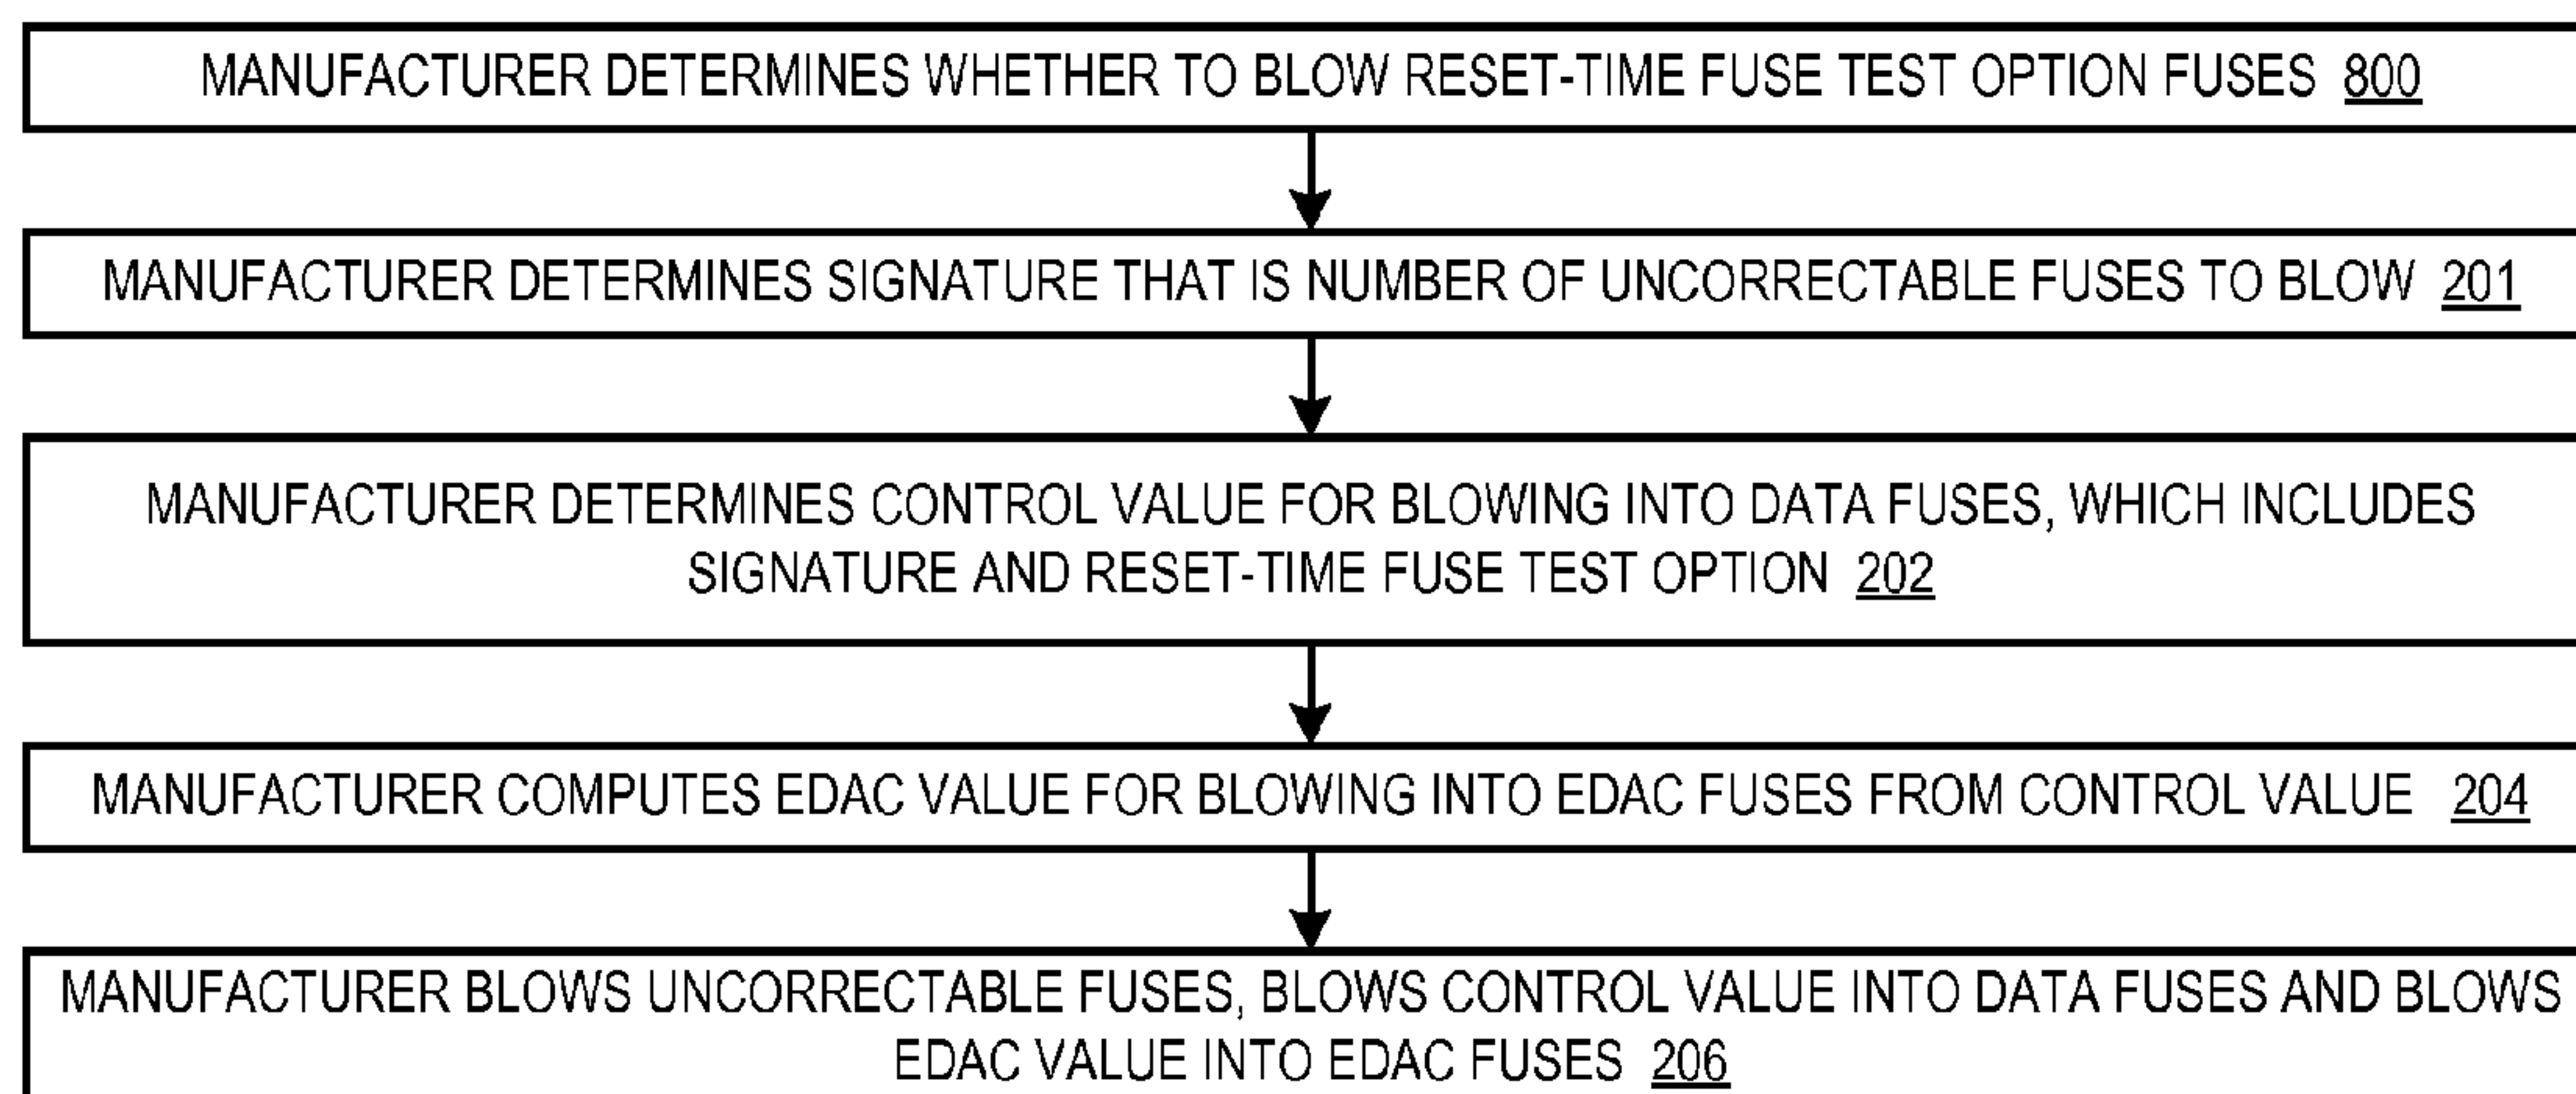 MANUFACTURER DETERMINES WHETHER TO BLOW RESET-TIME FUSE TEST OPTION FUSES 800
MANUFACTURER DETERMINES SIGNATURE THAT IS NUMBER OF UNCORRECTABLE FUSES TO BLOW 201
MANUFACTURER DETERMINES CONTROL VALUE FOR BLOWING INTO DATA FUSES, WHICH INCLUDES
SIGNATURE AND RESET-TIME FUSE TEST OPTION 202
MANUFACTURER COMPUTES EDAC VALUE FOR BLOWING INTO EDAC FUSES FROM CONTROL VALUE 204
MANUFACTURER BLOWS UNCORRECTABLE FUSES, BLOWS CONTROL VALUE INTO DATA FUSES AND BLOWS
EDAC VALUE INTO EDAC FUSES 206